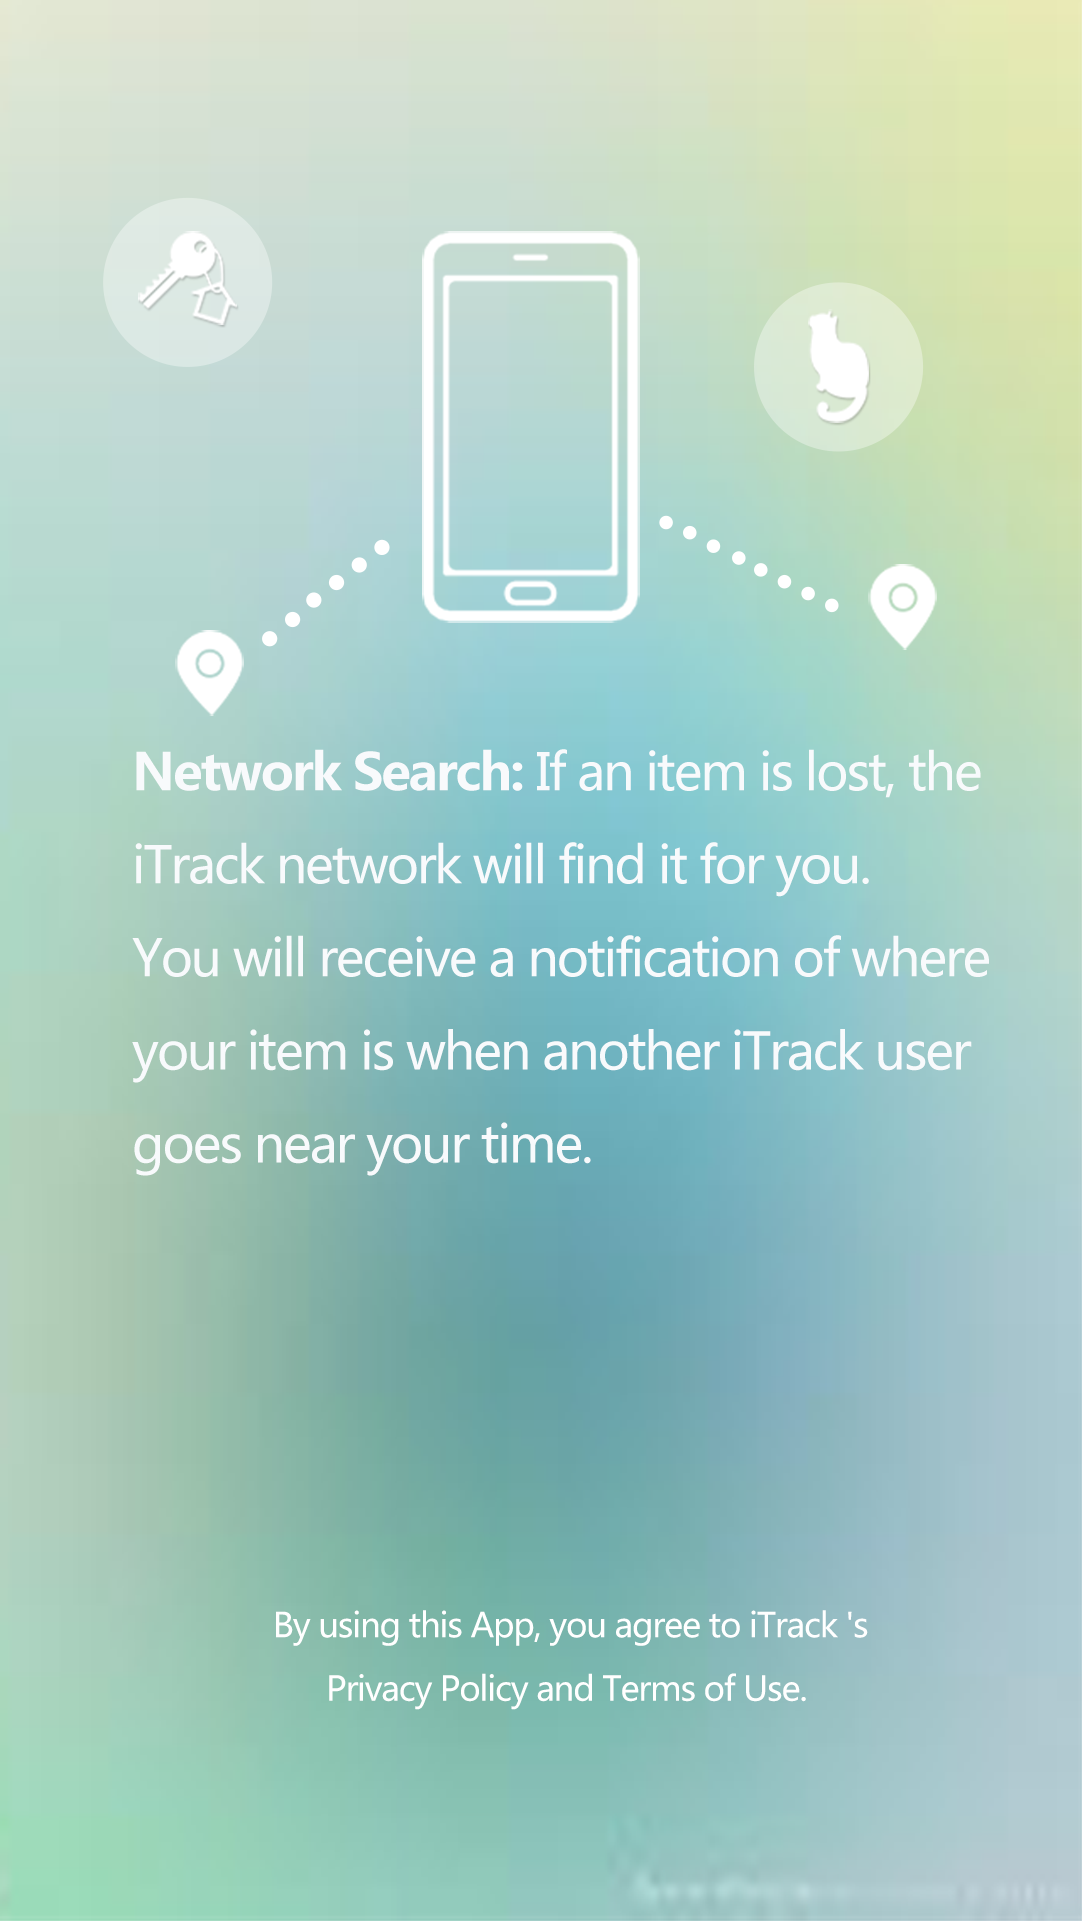 Network Search: If an item is lost, the
iTrack network will find it for you.
You will receive a notification of where
your item is when another iTrack user
goes near your time.
By using this App, you agree to iTrack 's
Privacy Policy and Terms of Use.